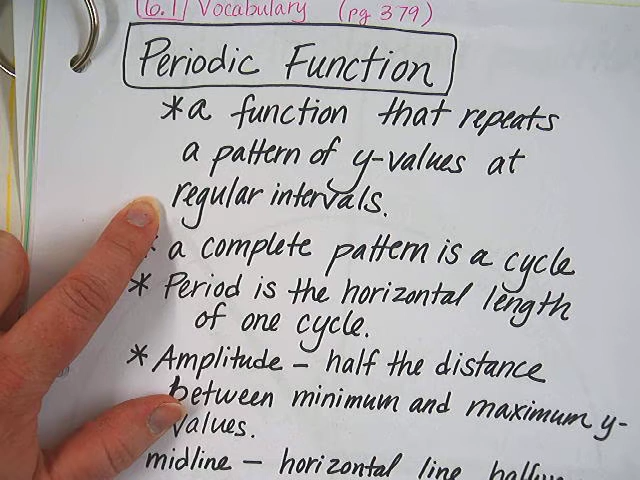 6.1 Vocabulary (pg 379)
Periodic Function
*a function that repeats
a pattern of y-values at
regular intervals.
* a complete pattern is a cycle
* Period is the horizontal length
of one cycle.
* Amplitude – half the distance
between minimum and maximum y-
values.
midline – horizontal line